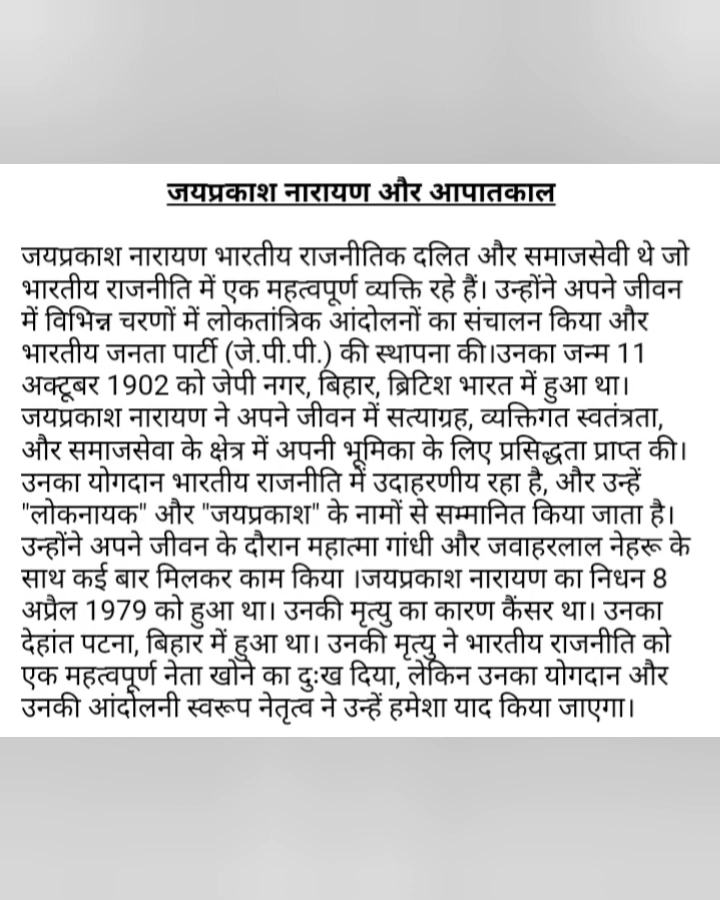 जयप्रकाश नारायण और आपातकाल
जयप्रकाश नारायण भारतीय राजनीतिक दलित और समाजसेवी थे जो
भारतीय राजनीति में एक महत्वपूर्ण व्यक्ति रहे हैं। उन्होंने अपने जीवन
में विभिन्न चरणों में लोकतांत्रिक आंदोलनों का संचालन किया और
भारतीय जनता पार्टी (जे.पी.पी.) की स्थापना की।उनका जन्म 11
अक्टूबर 1902 को जेपी नगर, बिहार, ब्रिटिश भारत में हुआ था।
जयप्रकाश नारायण ने अपने जीवन में सत्याग्रह, व्यक्तिगत स्वतंत्रता,
और समाजसेवा के क्षेत्र में अपनी भूमिका के लिए प्रसिद्धता प्राप्त की।
उनका योगदान भारतीय राजनीति में उदाहरणीय रहा है, और उन्हें
"लोकनायक" और "जयप्रकाश" के नामों से सम्मानित किया जाता है।
उन्होंने अपने जीवन के दौरान महात्मा गांधी और जवाहरलाल नेहरू के
साथ कई बार मिलकर काम किया ।जयप्रकाश नारायण का निधन 8
अप्रैल 1979 को हुआ था। उनकी मृत्यु का कारण कैंसर था। उनका
देहांत पटना, बिहार में हुआ था। उनकी मृत्यु ने भारतीय राजनीति को
एक महत्वपूर्ण नेता खोने का दुःख दिया, लेकिन उनका योगदान और
उनकी आंदोलनी स्वरूप नेतृत्व ने उन्हें हमेशा याद किया जाएगा।